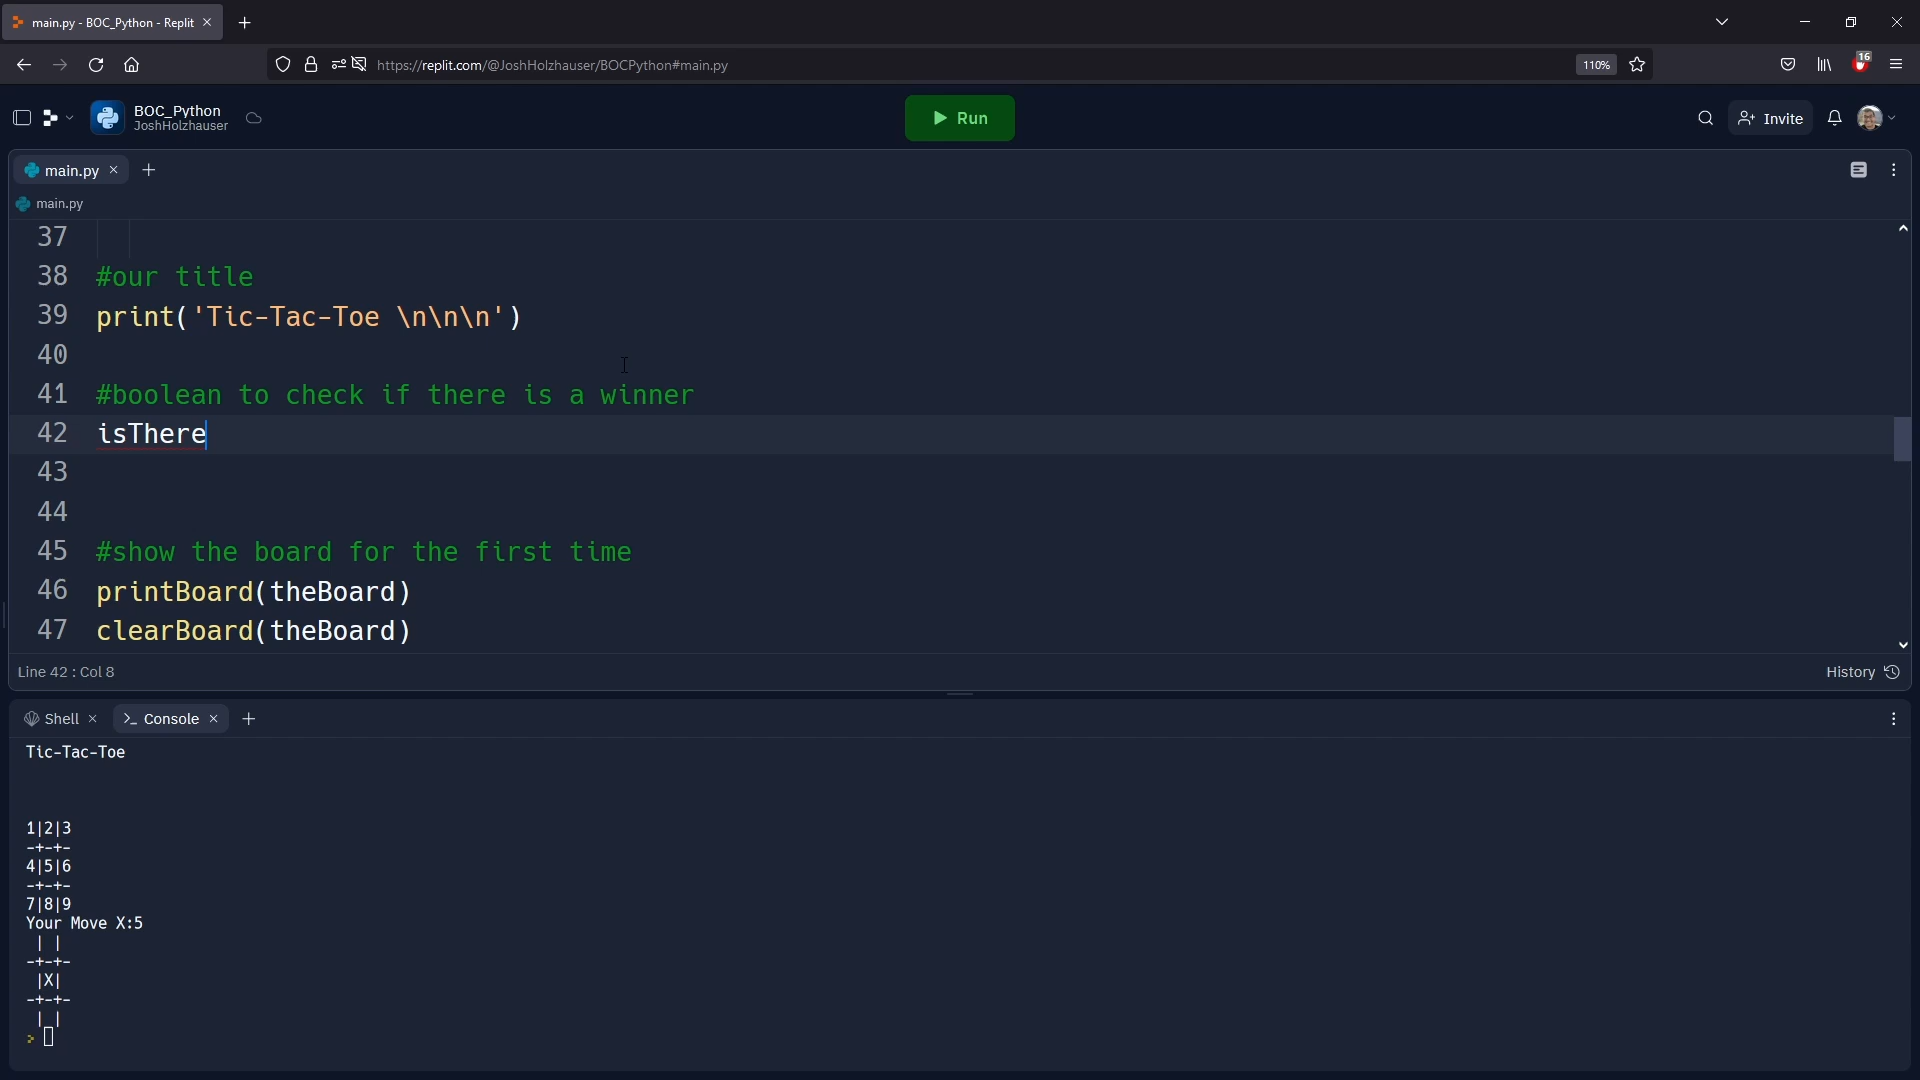 main.py - BOC_Python - Replit
https://replit.com/@JoshHolzhauser/BOCPython#main.py
110%
16
BOC_Python
JoshHolzhauser
Run
Invite
main.py
main.py
37
38 #our title
39 print('Tic-Tac-Toe \n\n\n')
40
41 #boolean to check if there is a winner
42 isThere
43
44
45 #show the board for the first time
46 printBoard(theBoard)
47 clearBoard(theBoard)
Line 42 : Col 8
History
Shell
Console
Tic-Tac-Toe
1|2|3
-+-+-
4|5|6
-+-+-
7|8|9
Your Move X:5
 | |
-+-+-
 |X|
-+-+-
 | |
>